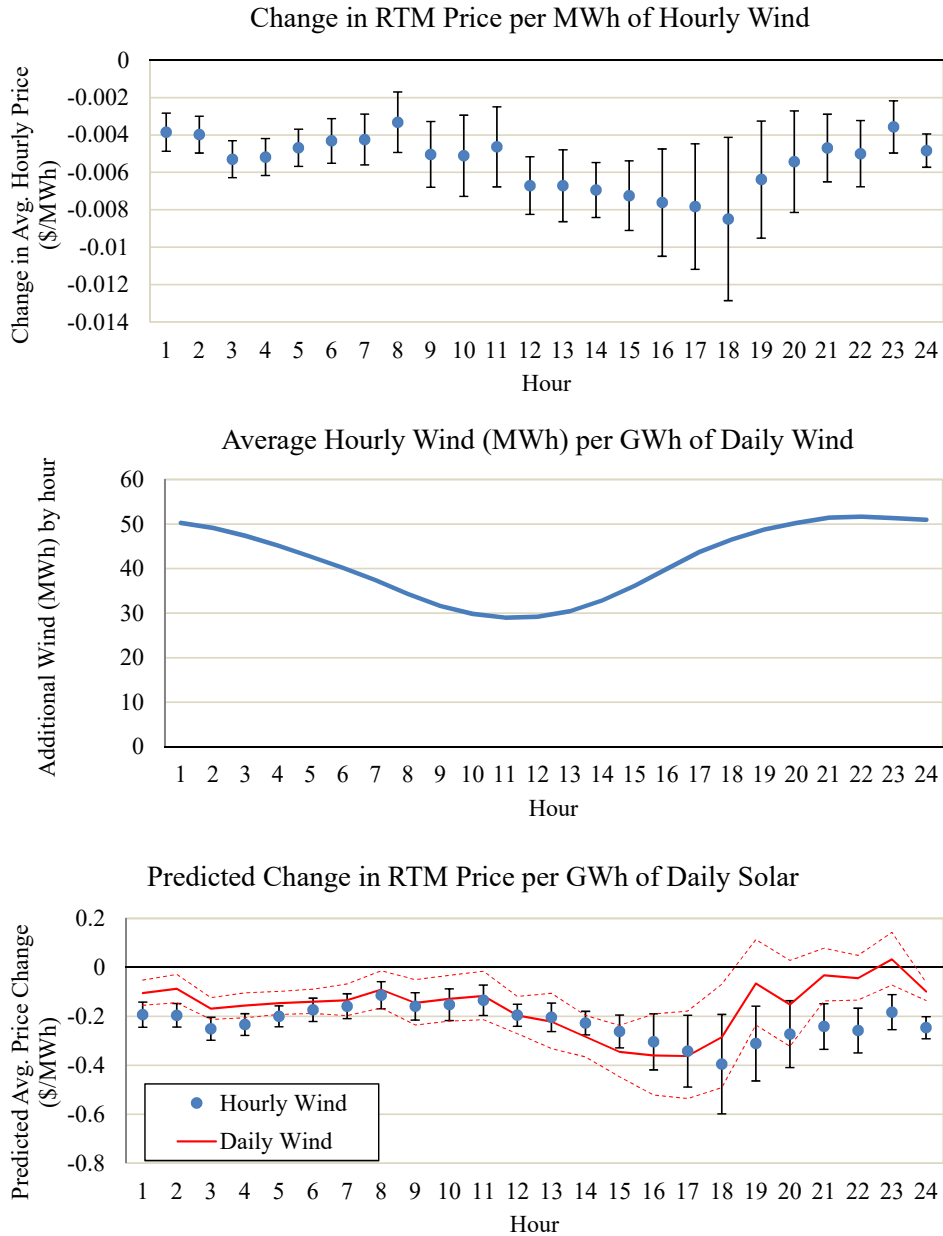 Change in RTM Price per MWh of Hourly Wind
Change in Avg. Hourly Price
($/MWh)
0
-0.002
-0.004
-0.006
-0.008
-0.01
-0.012
-0.014
1 2 3 4 5 6 7 8 9 10 11 12 13 14 15 16 17 18 19 20 21 22 23 24
Hour
Average Hourly Wind (MWh) per GWh of Daily Wind
Additional Wind (MWh) by hour
60
50
40
30
20
10
0
1 2 3 4 5 6 7 8 9 10 11 12 13 14 15 16 17 18 19 20 21 22 23 24
Hour
Predicted Change in RTM Price per GWh of Daily Solar
Predicted Avg. Price Change
($/MWh)
0.2
0
-0.2
-0.4
-0.6
-0.8
Hourly Wind
Daily Wind
1 2 3 4 5 6 7 8 9 10 11 12 13 14 15 16 17 18 19 20 21 22 23 24
Hour